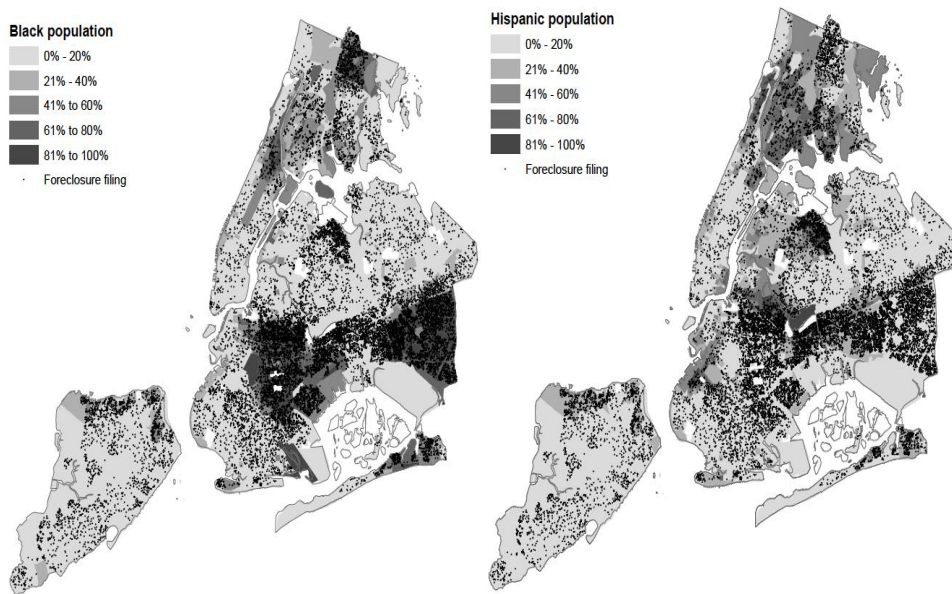 Black population
0% - 20%
21% - 40%
41% to 60%
61% to 80%
81% to 100%
Foreclosure filing
Hispanic population
0% - 20%
21% - 40%
41% - 60%
61% - 80%
81% - 100%
Foreclosure filing